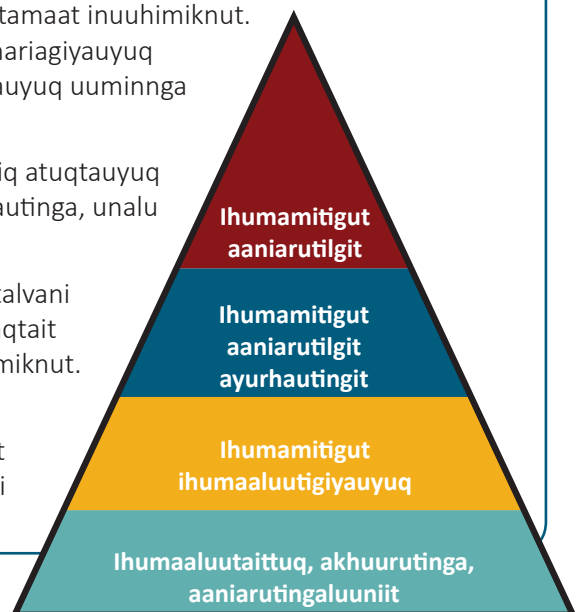 tamaat inuuhimiknut.
nariagiyauyuq
auyuq uuminnga
iq atuqtauyuq
autinga, unalu
talvani
qtait
miknut.
t
i
Ihumamitigut
aaniarutilgit
Ihumamitigut
aaniarutilgit
ayurhautingit
Ihumamitigut
ihumaaluutigiyauyuq
Ihumaaluutaittuq, akhuurutinga,
aaniarutingaluuniit